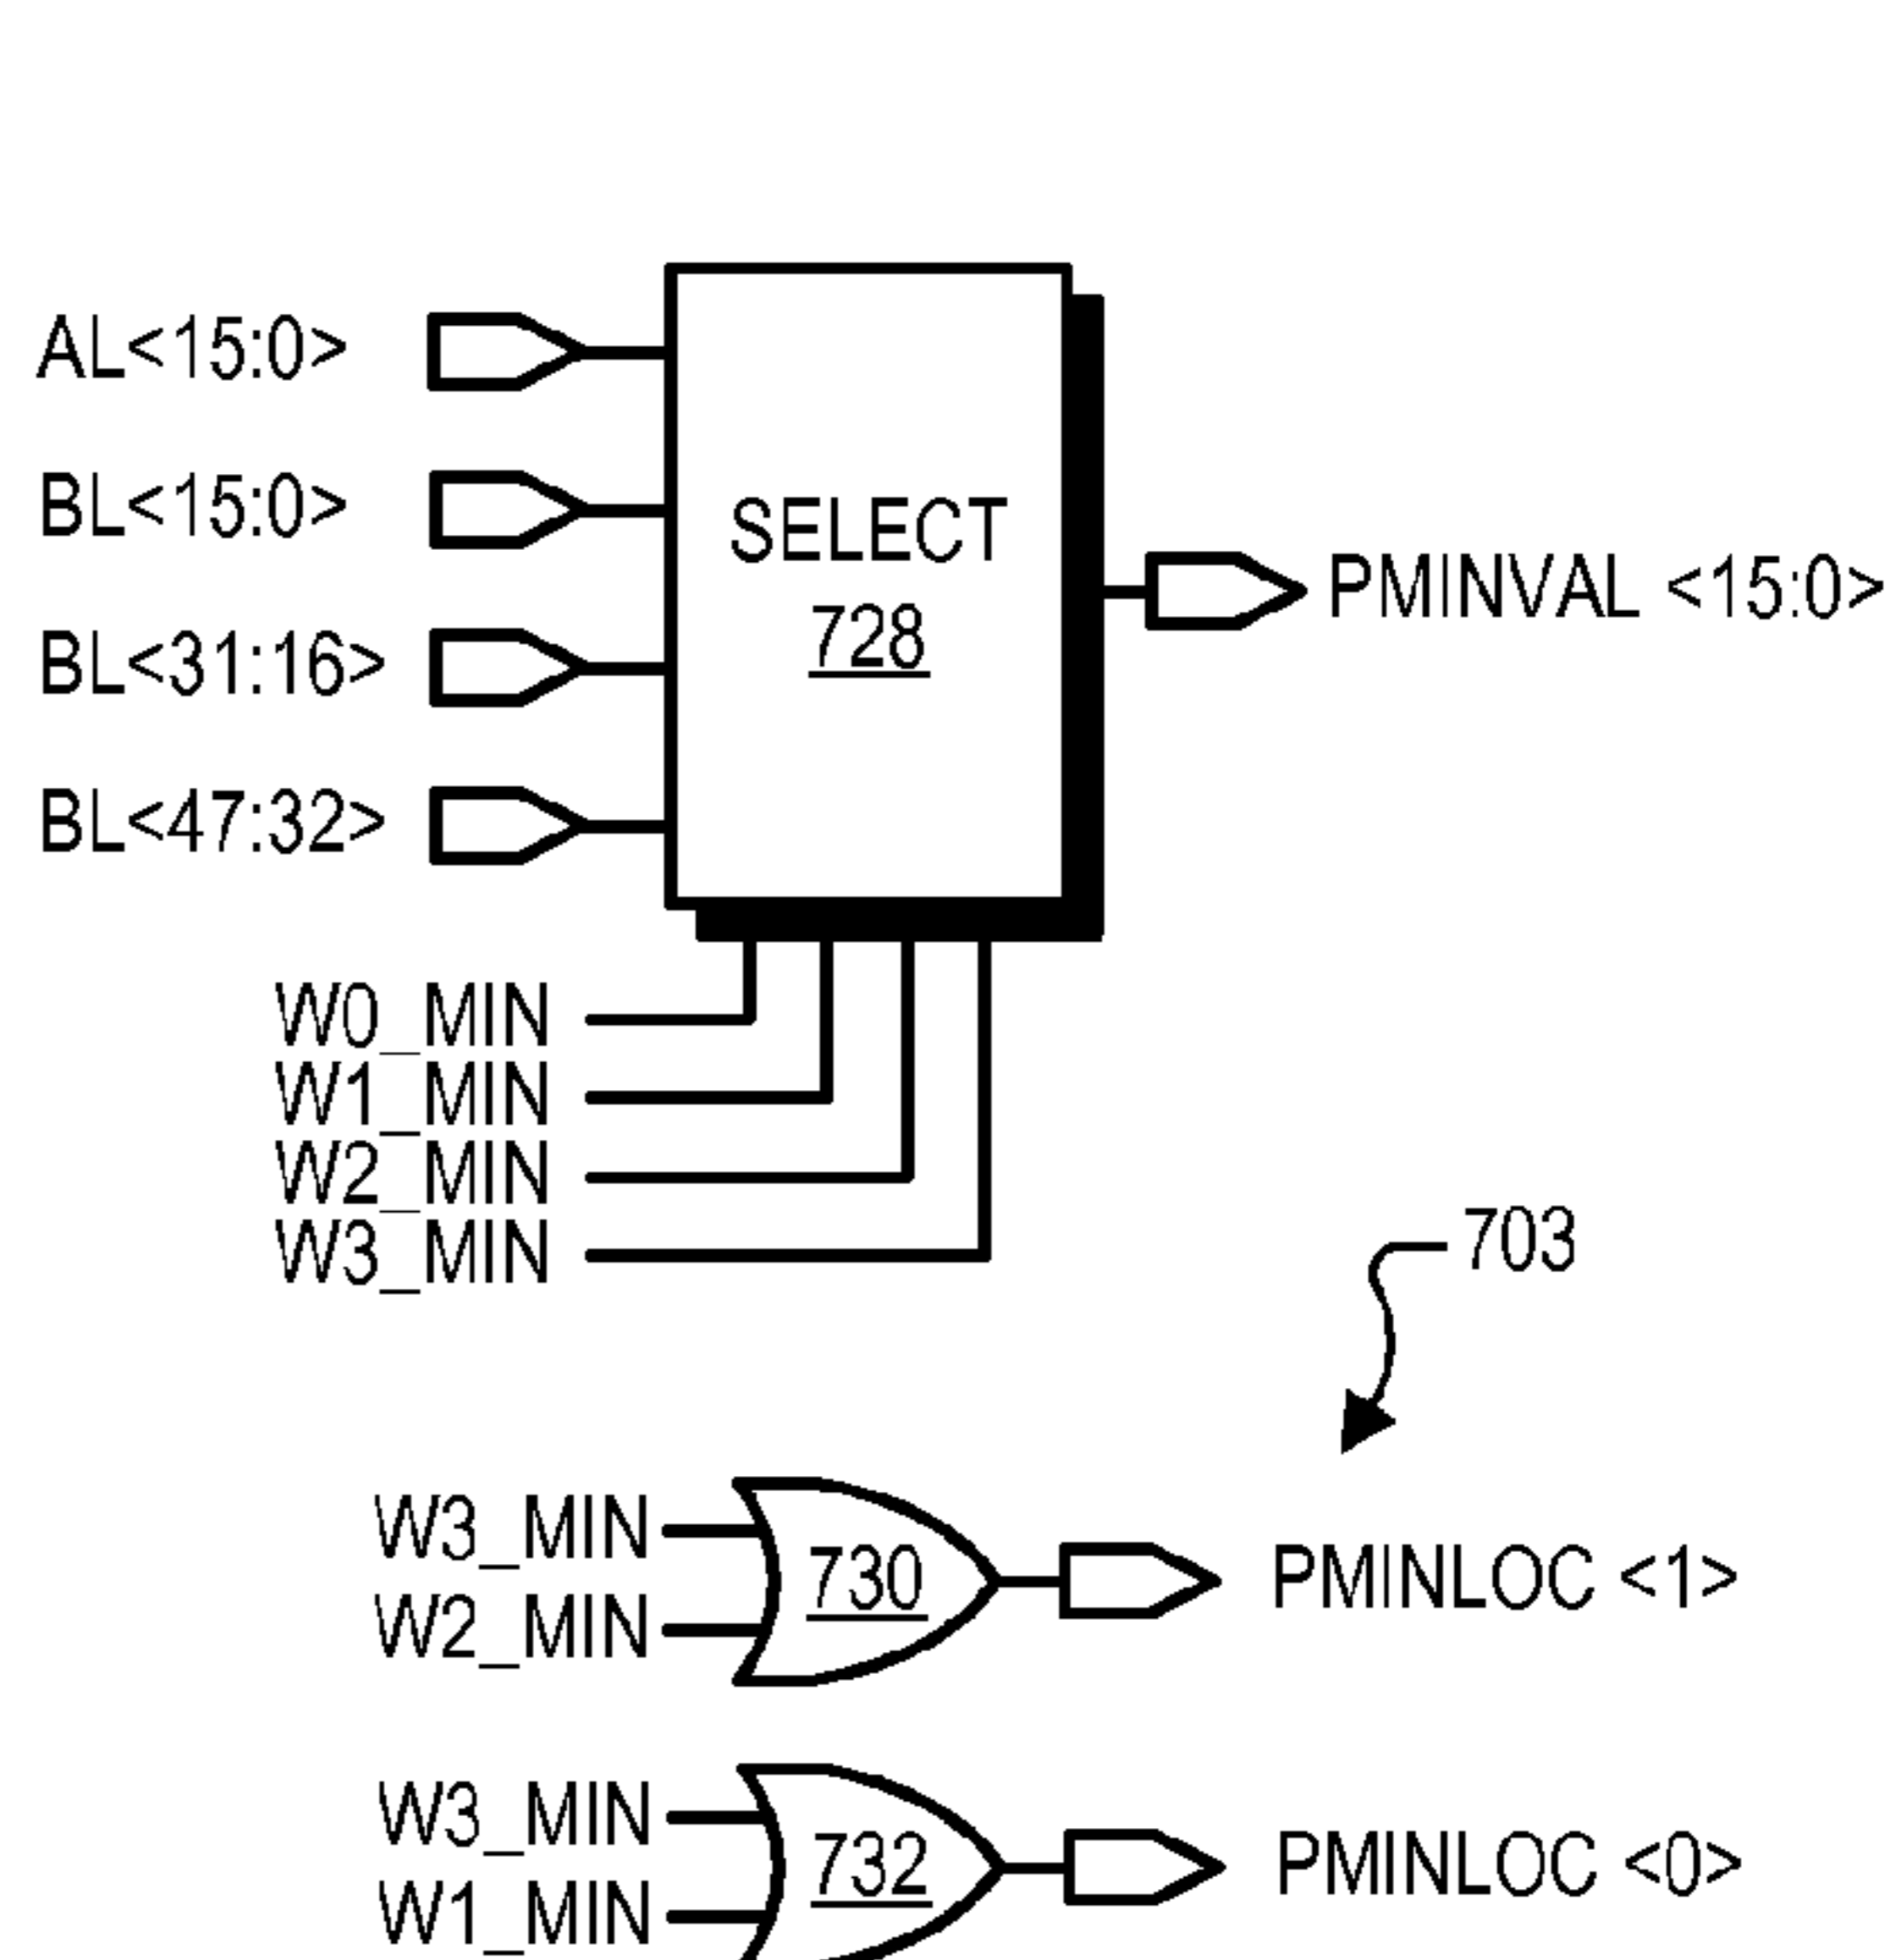 AL<15:0>
BL<15:0>
BL<31:16>
BL<47:32>
SELECT
728
PMINVAL <15:0>
W0_MIN
W1_MIN
W2_MIN
W3_MIN
703
W3_MIN
W2_MIN
730
PMINLOC <1>
W3_MIN
W1_MIN
732
PMINLOC <0>